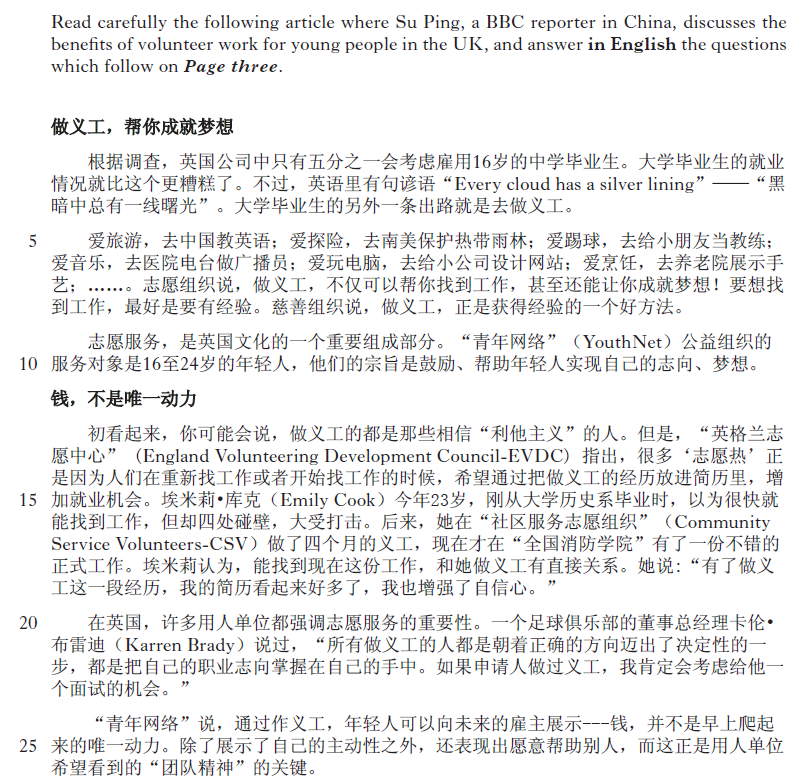 Read carefully the following article where Su Ping, a BBC reporter in China, discusses the
benefits of volunteer work for young people in the UK, and answer in English the questions
which follow on Page three.
做义工，帮你成就梦想
根据调查，英国公司中只有五分之一会考虑雇用16岁的中学毕业生。大学毕业生的就业
情况就比这个更糟糕了。不过，英语里有句谚语“Every cloud has a silver lining”——“黑
暗中总有一线曙光”。大学毕业生的另外一条出路就是去做义工。
5 爱旅游，去中国教英语；爱探险，去南美保护热带雨林；爱踢球，去给小朋友当教练；
爱音乐，去医院电台做广播员；爱玩电脑，去给小公司设计网站；爱烹饪，去养老院展示手
艺；……。志愿组织说，做义工，不仅可以帮你找到工作，甚至还能让你成就梦想！要想找
到工作，最好是要有经验。慈善组织说，做义工，正是获得经验的一个好方法。
志愿服务，是英国文化的一个重要组成部分。“青年网络”（YouthNet）公益组织的
10 服务对象是16至24岁的年轻人，他们的宗旨是鼓励、帮助年轻人实现自己的志向、梦想。
钱，不是唯一动力
初看起来，你可能会说，做义工的都是那些相信“利他主义”的人。但是，“英格兰志
愿中心”（England Volunteering Development Council-EVDC）指出，很多‘志愿热’正
是因为人们在重新找工作或者开始找工作的时候，希望通过把做义工的经历放进简历里，增
15 加就业机会。埃米莉•库克（Emily Cook）今年23岁，刚从大学历史系毕业时，以为很快就
能找到工作，但却四处碰壁，大受打击。后来，她在“社区服务志愿组织”（Community
Service Volunteers-CSV）做了四个月的义工，现在才在“全国消防学院”有了一份不错的
正式工作。埃米莉认为，能找到现在这份工作，和她做义工有直接关系。她说：“有了做义
工这一段经历，我的简历看起来好多了，我也增强了自信心。”
20 在英国，许多用人单位都强调志愿服务的重要性。一个足球俱乐部的董事总经理卡伦•
布雷迪（Karren Brady）说过，“所有做义工的人都是朝着正确的方向迈出了决定性的一
步，都是把自己的职业志向掌握在自己的手中。如果申请人做过义工，我肯定会考虑给他一
个面试的机会。”
“青年网络”说，通过作义工，年轻人可以向未来的雇主展示---钱，并不是早上爬起
25 来的唯一动力。除了展示了自己的主动性之外，还表现出愿意帮助别人，而这正是用人单位
希望看到的“团队精神”的关键。